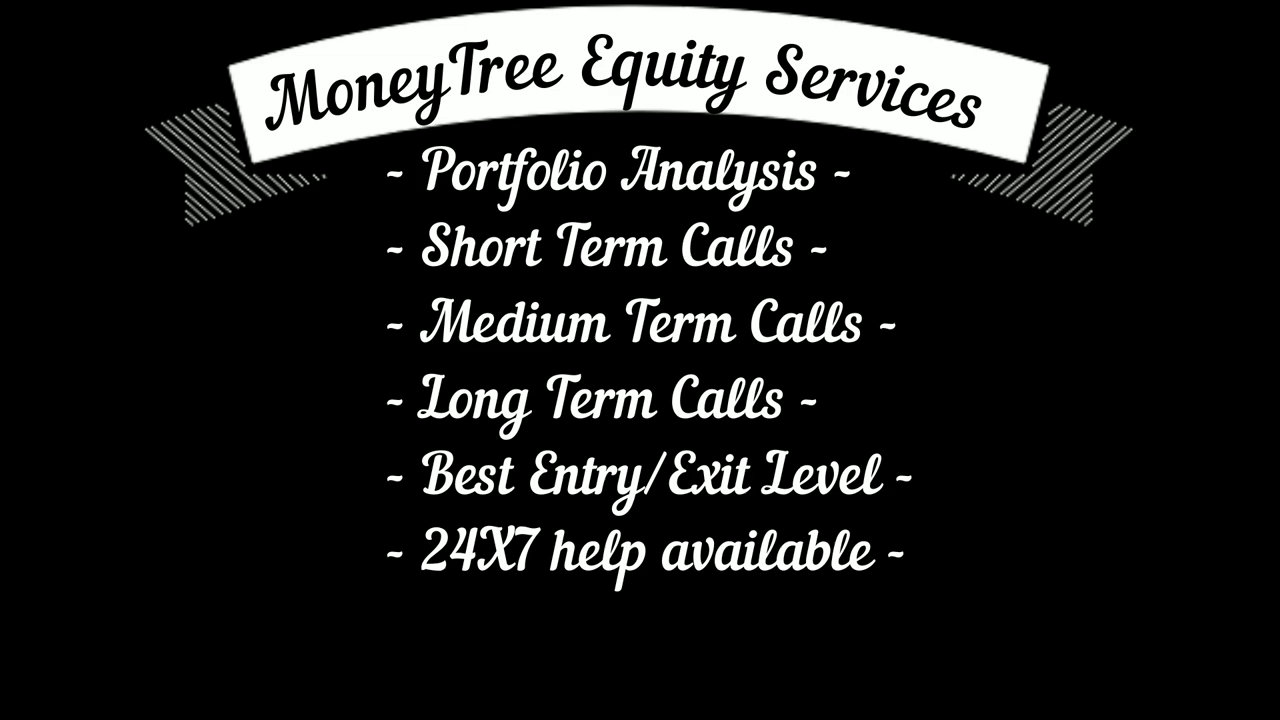 MoneyTree Equity Services
- Portfolio Analysis -
- Short Term Calls -
- Medium Term Calls -
- Long Term Calls -
- Best Entry/Exit Level -
- 24X7 help available -